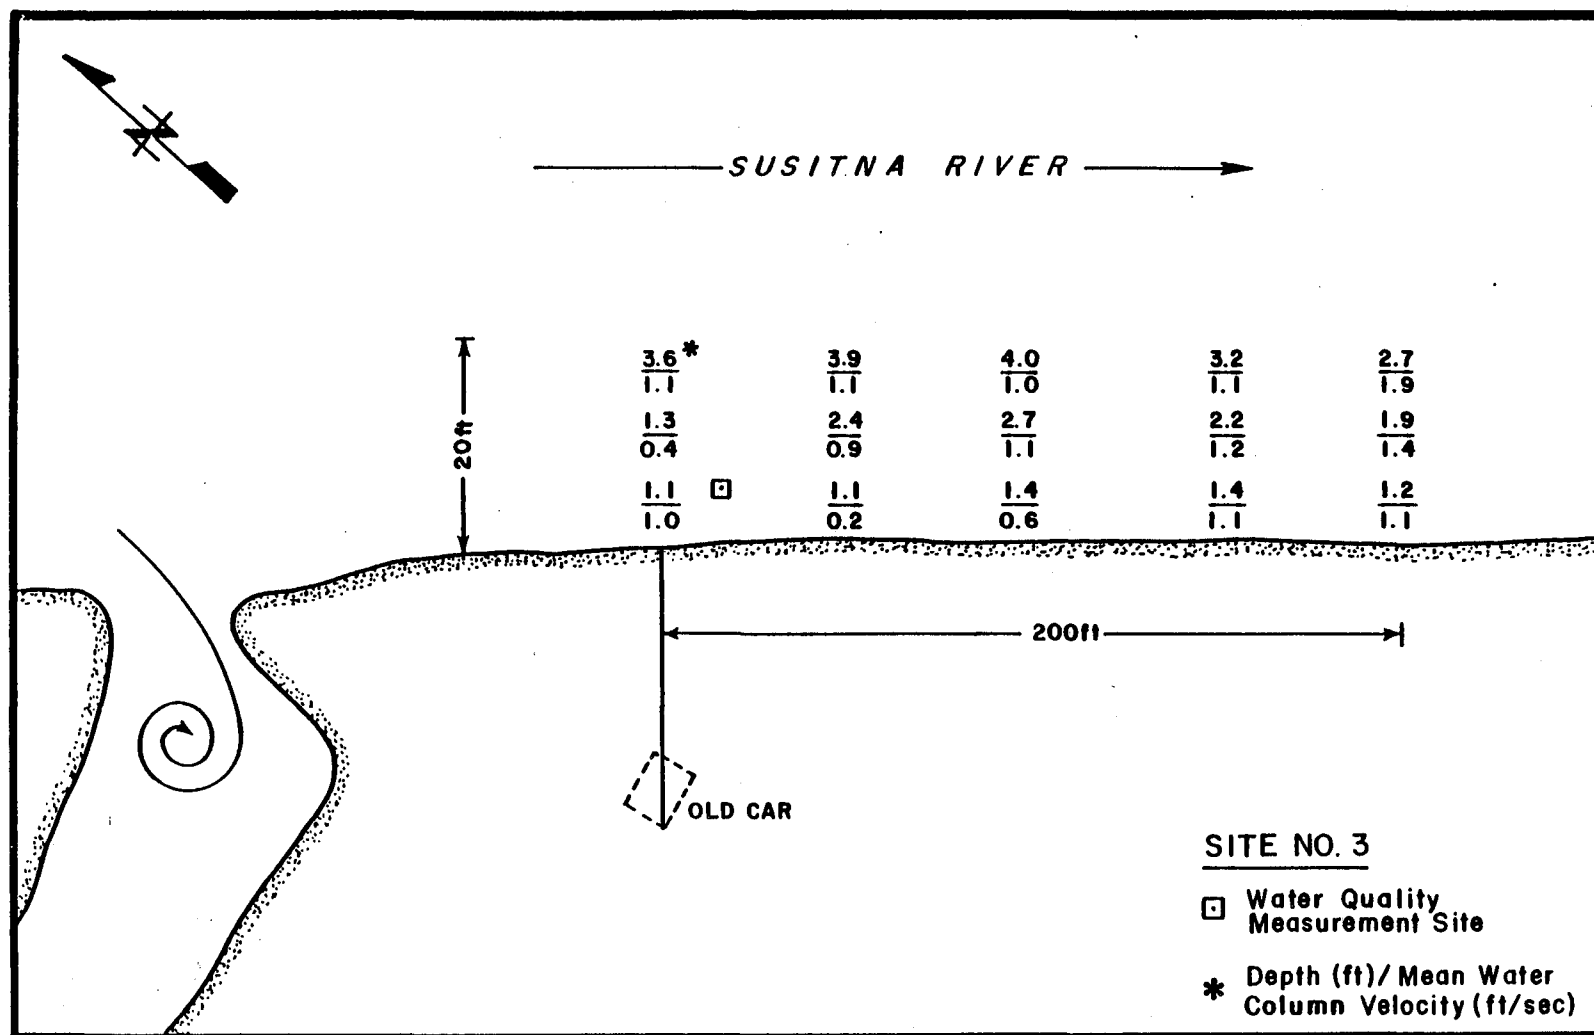 N
SUSITNA RIVER
20ft
3.6* 3.9 4.0 3.2 2.7
1.1 1.1 1.0 1.1 1.9
1.3 2.4 2.7 2.2 1.9
0.4 0.9 1.1 1.2 1.4
1.1 1.1 1.4 1.4 1.2
1.0 0.2 0.6 1.1 1.1
200ft
OLD CAR
SITE NO. 3
Water Quality
Measurement Site
* Depth (ft)/ Mean Water
Column Velocity (ft/sec)